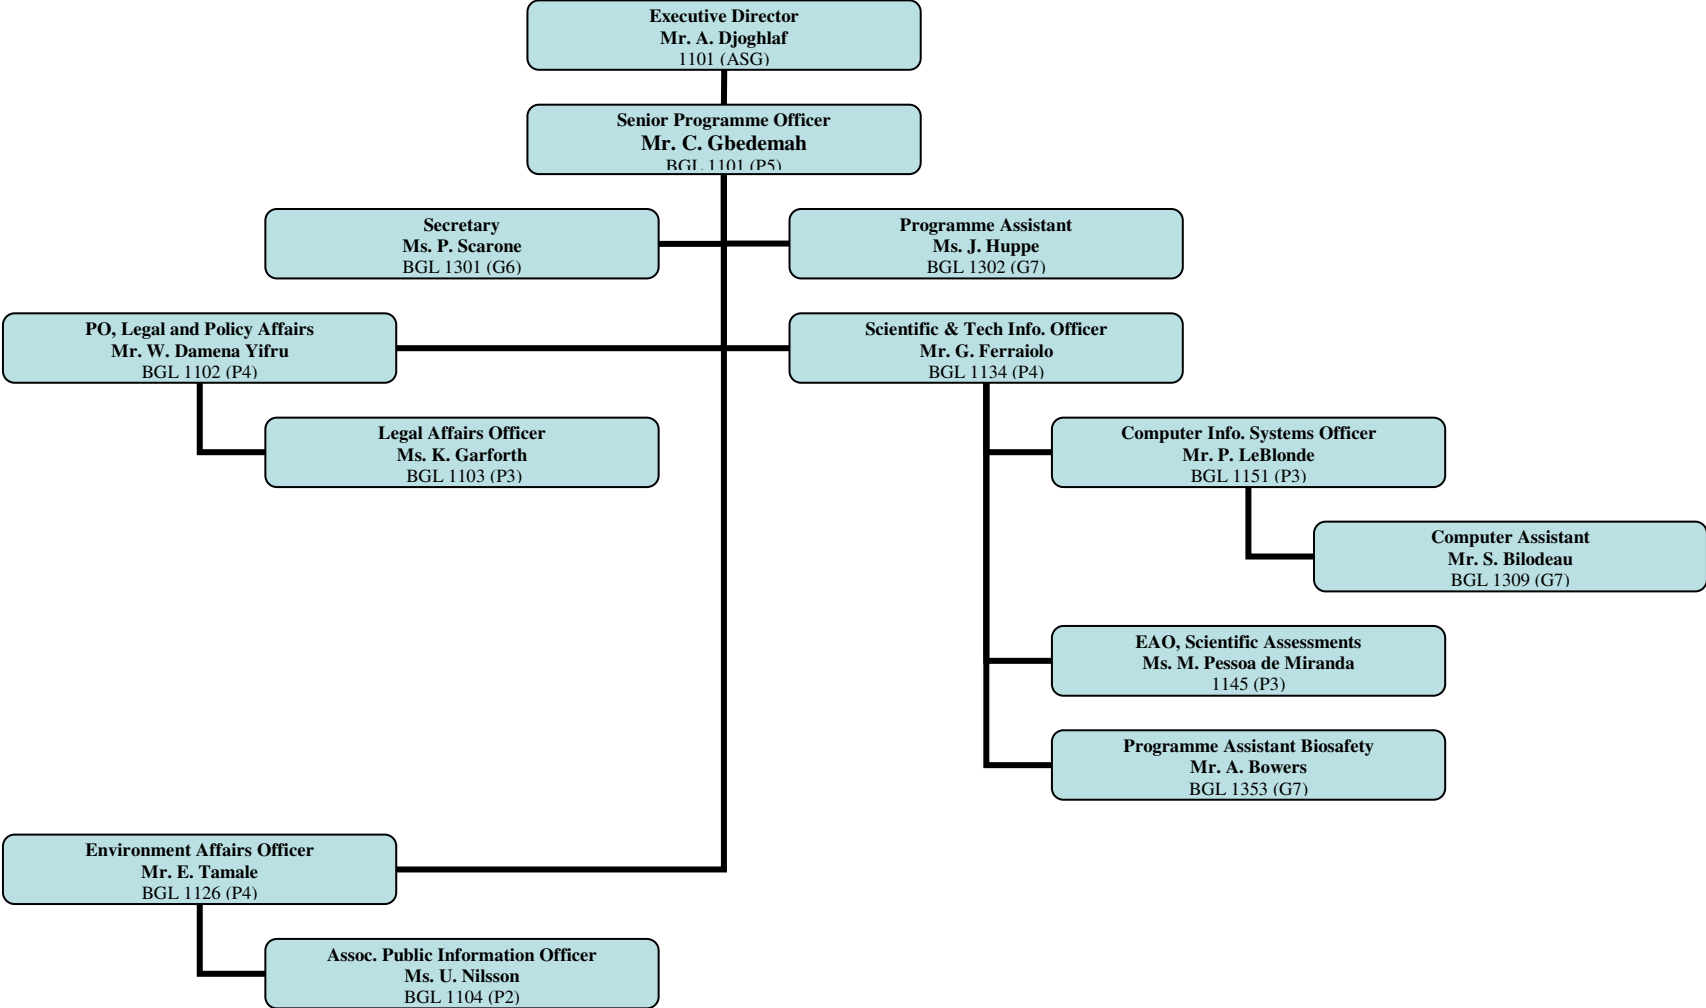 Executive Director
Mr. A. Djoghlaf
1101 (ASG)
Senior Programme Officer
Mr. C. Gbedemah
BGL 1101 (P5)
Secretary
Ms. P. Scarone
BGL 1301 (G6)
Programme Assistant
Ms. J. Huppe
BGL 1302 (G7)
PO, Legal and Policy Affairs
Mr. W. Damena Yifru
BGL 1102 (P4)
Scientific & Tech Info. Officer
Mr. G. Ferraiolo
BGL 1134 (P4)
Legal Affairs Officer
Ms. K. Garforth
BGL 1103 (P3)
Computer Info. Systems Officer
Mr. P. LeBlonde
BGL 1151 (P3)
Computer Assistant
Mr. S. Bilodeau
BGL 1309 (G7)
EAO, Scientific Assessments
Ms. M. Pessoa de Miranda
1145 (P3)
Programme Assistant Biosafety
Mr. A. Bowers
BGL 1353 (G7)
Environment Affairs Officer
Mr. E. Tamale
BGL 1126 (P4)
Assoc. Public Information Officer
Ms. U. Nilsson
BGL 1104 (P2)